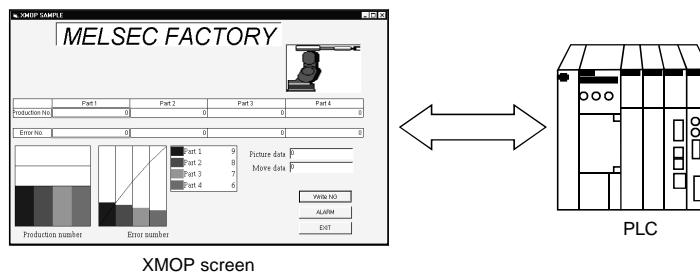 XMOP SAMPLE
MELSEC FACTORY
Part 1 Part 2 Part 3 Part 4
Production No. 0 0 0 0
Error No. 0 0 0 0
Part 1 9
Part 2 8
Part 3 7
Part 4 6
Picture data 0
Move data 0
Write NG
ALARM
EXIT
Production number
Error number
XMOP screen
PLC